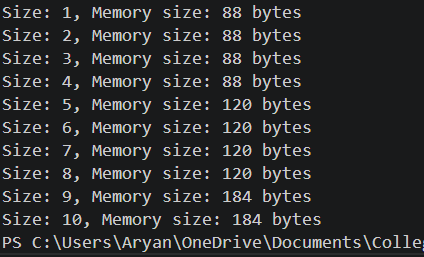 Size: 1, Memory size: 88 bytes
Size: 2, Memory size: 88 bytes
Size: 3, Memory size: 88 bytes
Size: 4, Memory size: 88 bytes
Size: 5, Memory size: 120 bytes
Size: 6, Memory size: 120 bytes
Size: 7, Memory size: 120 bytes
Size: 8, Memory size: 120 bytes
Size: 9, Memory size: 184 bytes
Size: 10, Memory size: 184 bytes
PS C:\Users\Aryan\OneDrive\Documents\Colle